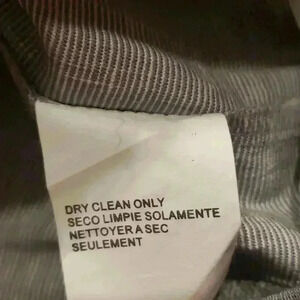 DRY CLEAN ONLY
SECO LIMPIE SOLAMENTE
NETTOYER A SEC
SEULEMENT